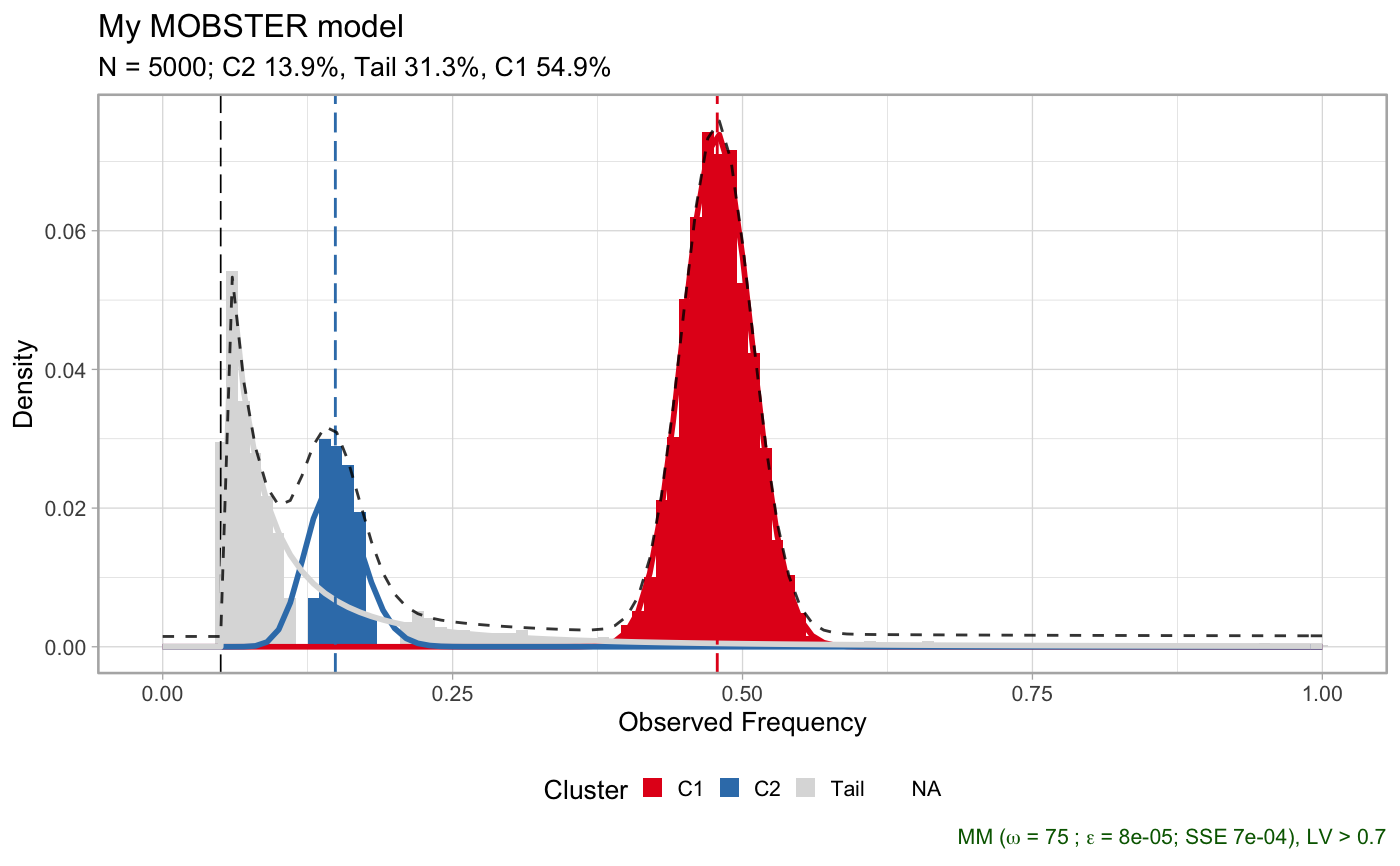 My MOBSTER model
N = 5000; C2 13.9%, Tail 31.3%, C1 54.9%
Density
0.06
0.04
0.02
0.00
0.00 0.25 0.50 0.75 1.00
Observed Frequency
Cluster C1 C2 Tail NA
MM (ω = 75 ; ε = 8e-05; SSE 7e-04), LV > 0.7